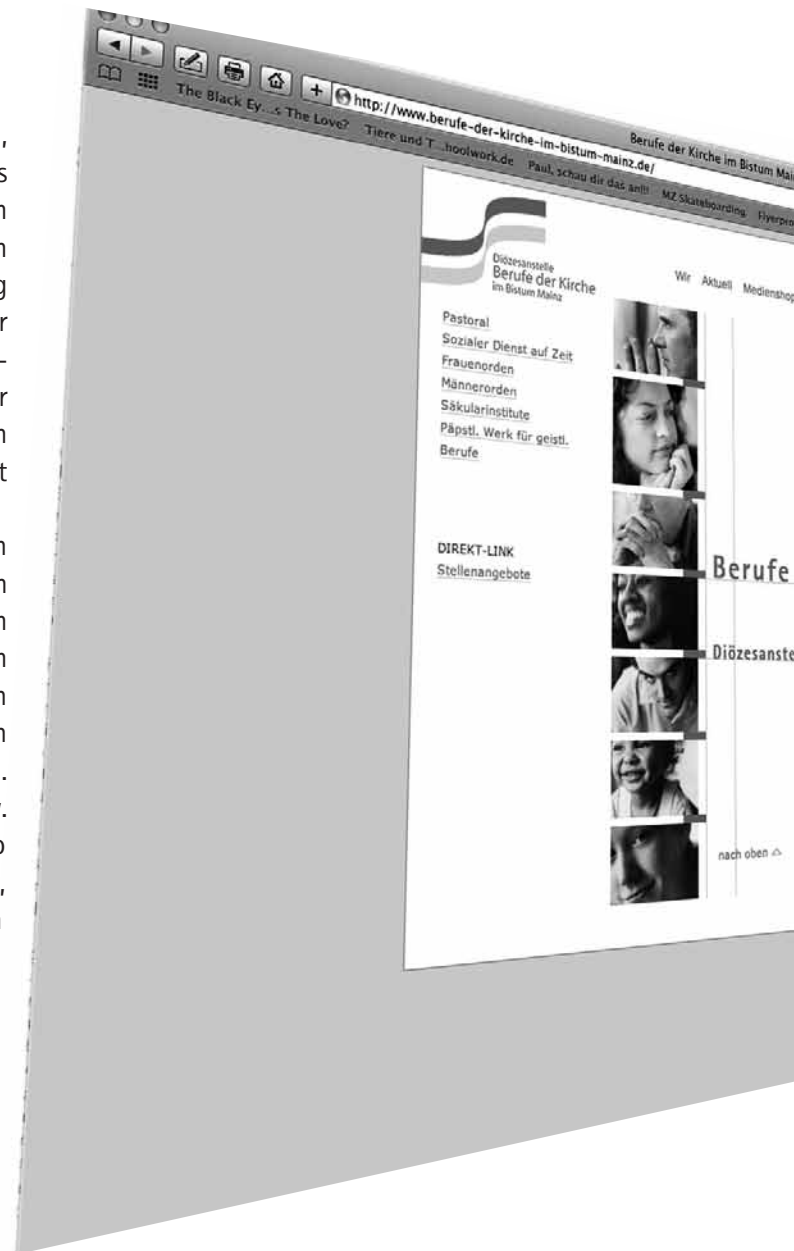 Berufe der Kirche im Bistum
http://www.berufe-der-kirche-im-bistum-mainz.de/
The Black Ey...s The Love?
Tiere und T...hoolwork.de
Paul, schau dir das an!!!
MZ Skateboarding
Diözesanstelle
Berufe der Kirche
im Bistum Mainz
Wir
Aktuell
Medienshop
Pastoral
Sozialer Dienst auf Zeit
Frauenorden
Männerorden
Säkularinstitute
Päpstl. Werk für geistl.
Berufe
DIREKT-LINK
Stellenangebote
Berufe
nach oben